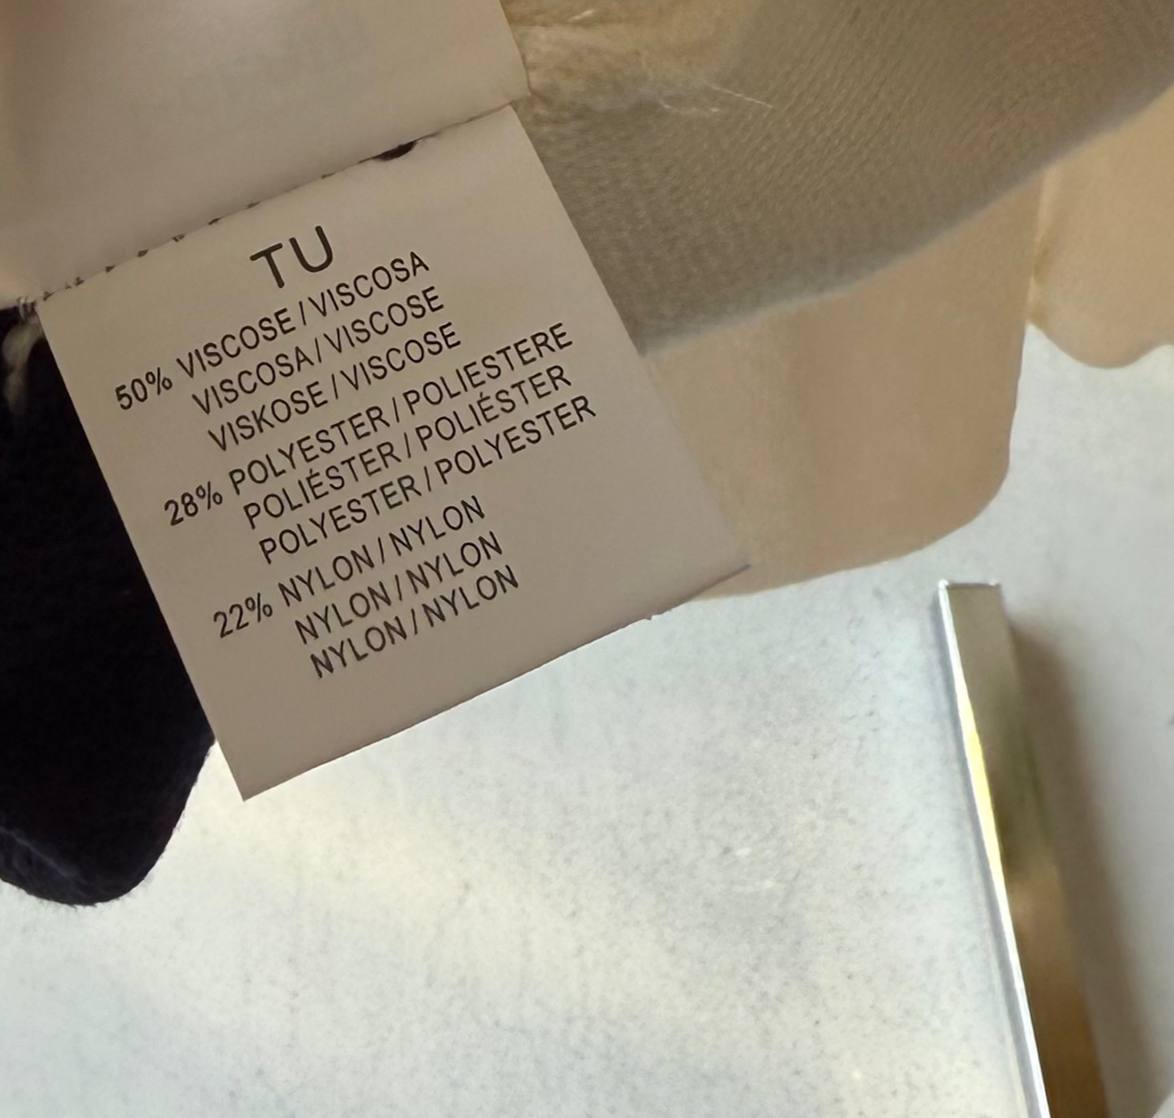 TU
50% VISCOSE / VISCOSA
VISCOSA / VISCOSE
VISKOSE / VISCOSE
28% POLYESTER / POLIESTERE
POLIÉSTER / POLIÉSTER
POLYESTER / POLYESTER
22% NYLON / NYLON
NYLON / NYLON
NYLON / NYLON